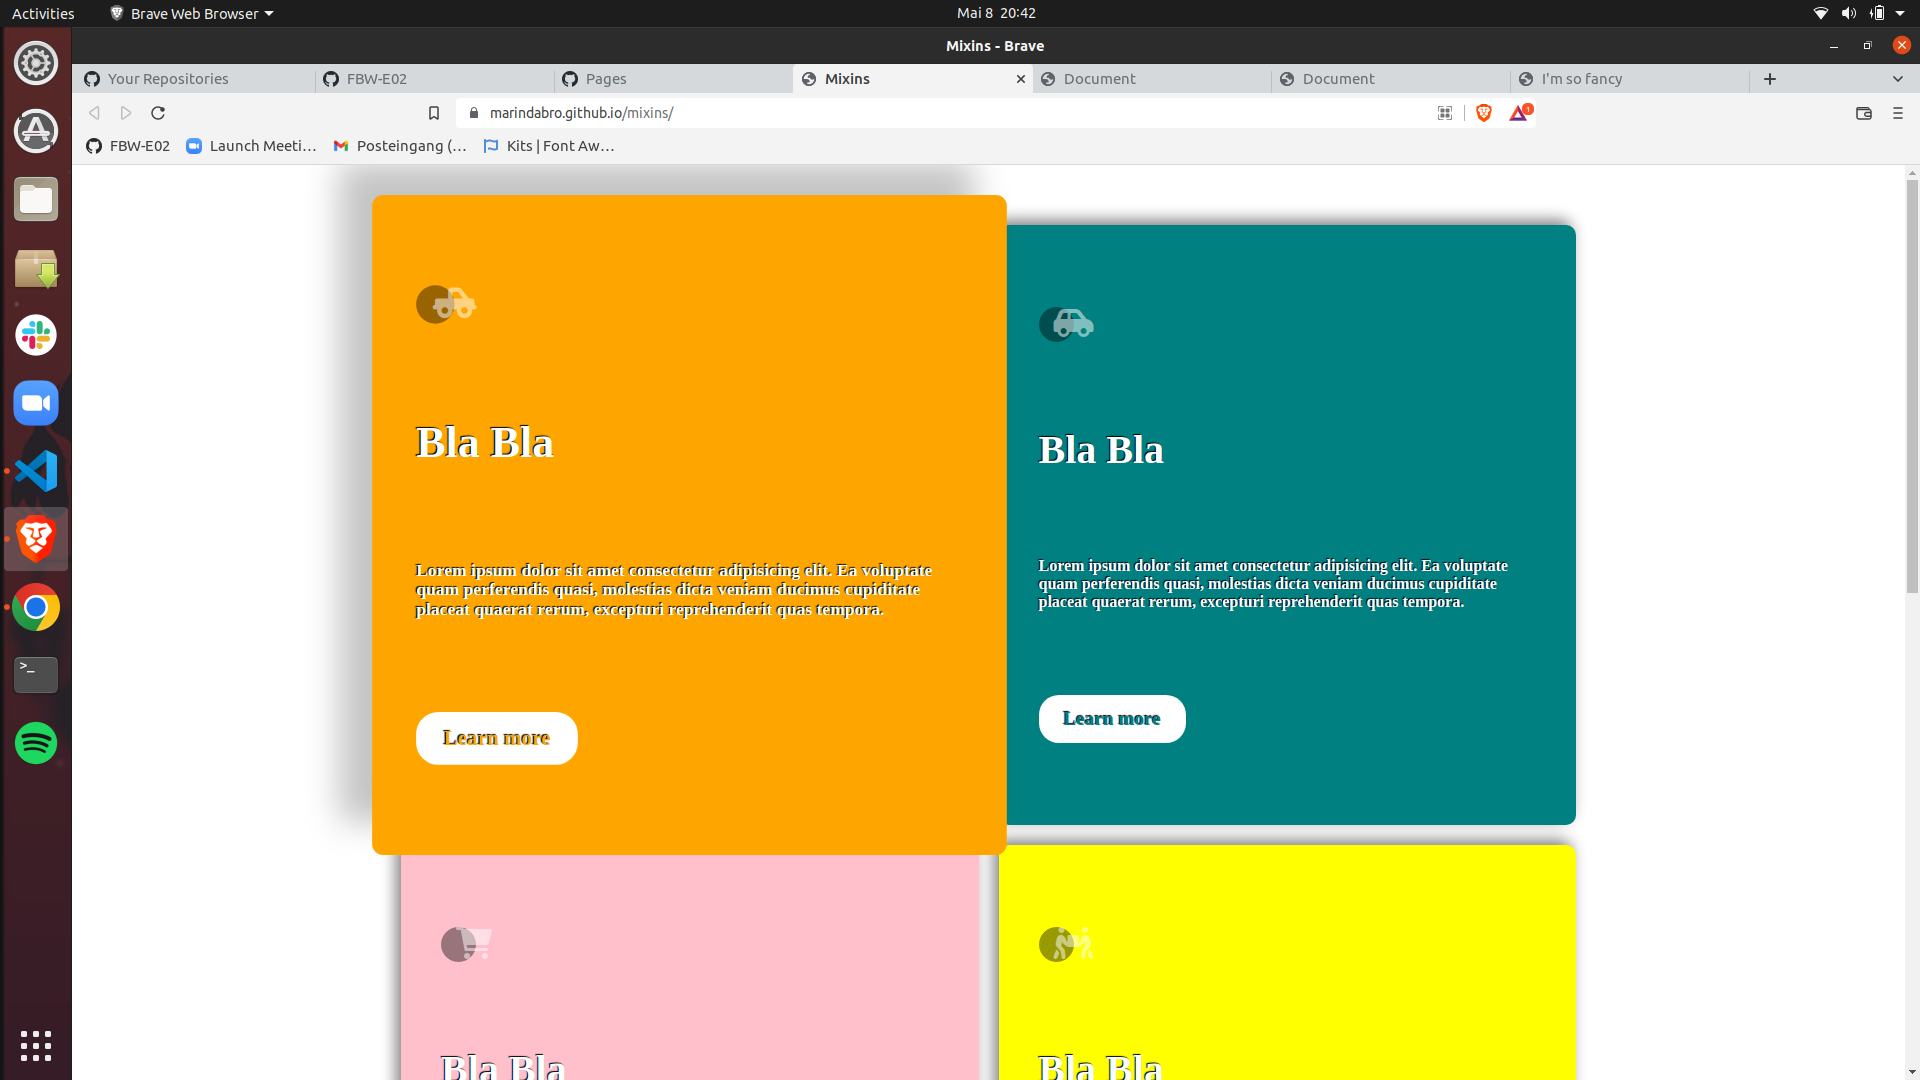 Activities
Brave Web Browser
Mai 8 20:42
Mixins - Brave
Your Repositories
FBW-E02
Pages
Mixins
Document
Document
I'm so fancy
marindabro.github.io/mixins/
1
FBW-E02
Launch Meeti...
Posteingang (...
Kits | Font Aw...
Bla Bla
Lorem ipsum dolor sit amet consectetur adipisicing elit. Ea voluptate
quam perferendis quasi, molestias dicta veniam ducimus cupiditate
placeat quaerat rerum, excepturi reprehenderit quas tempora.
Learn more
Bla Bla
Lorem ipsum dolor sit amet consectetur adipisicing elit. Ea voluptate
quam perferendis quasi, molestias dicta veniam ducimus cupiditate
placeat quaerat rerum, excepturi reprehenderit quas tempora.
Learn more
Bla Bla
Bla Bla